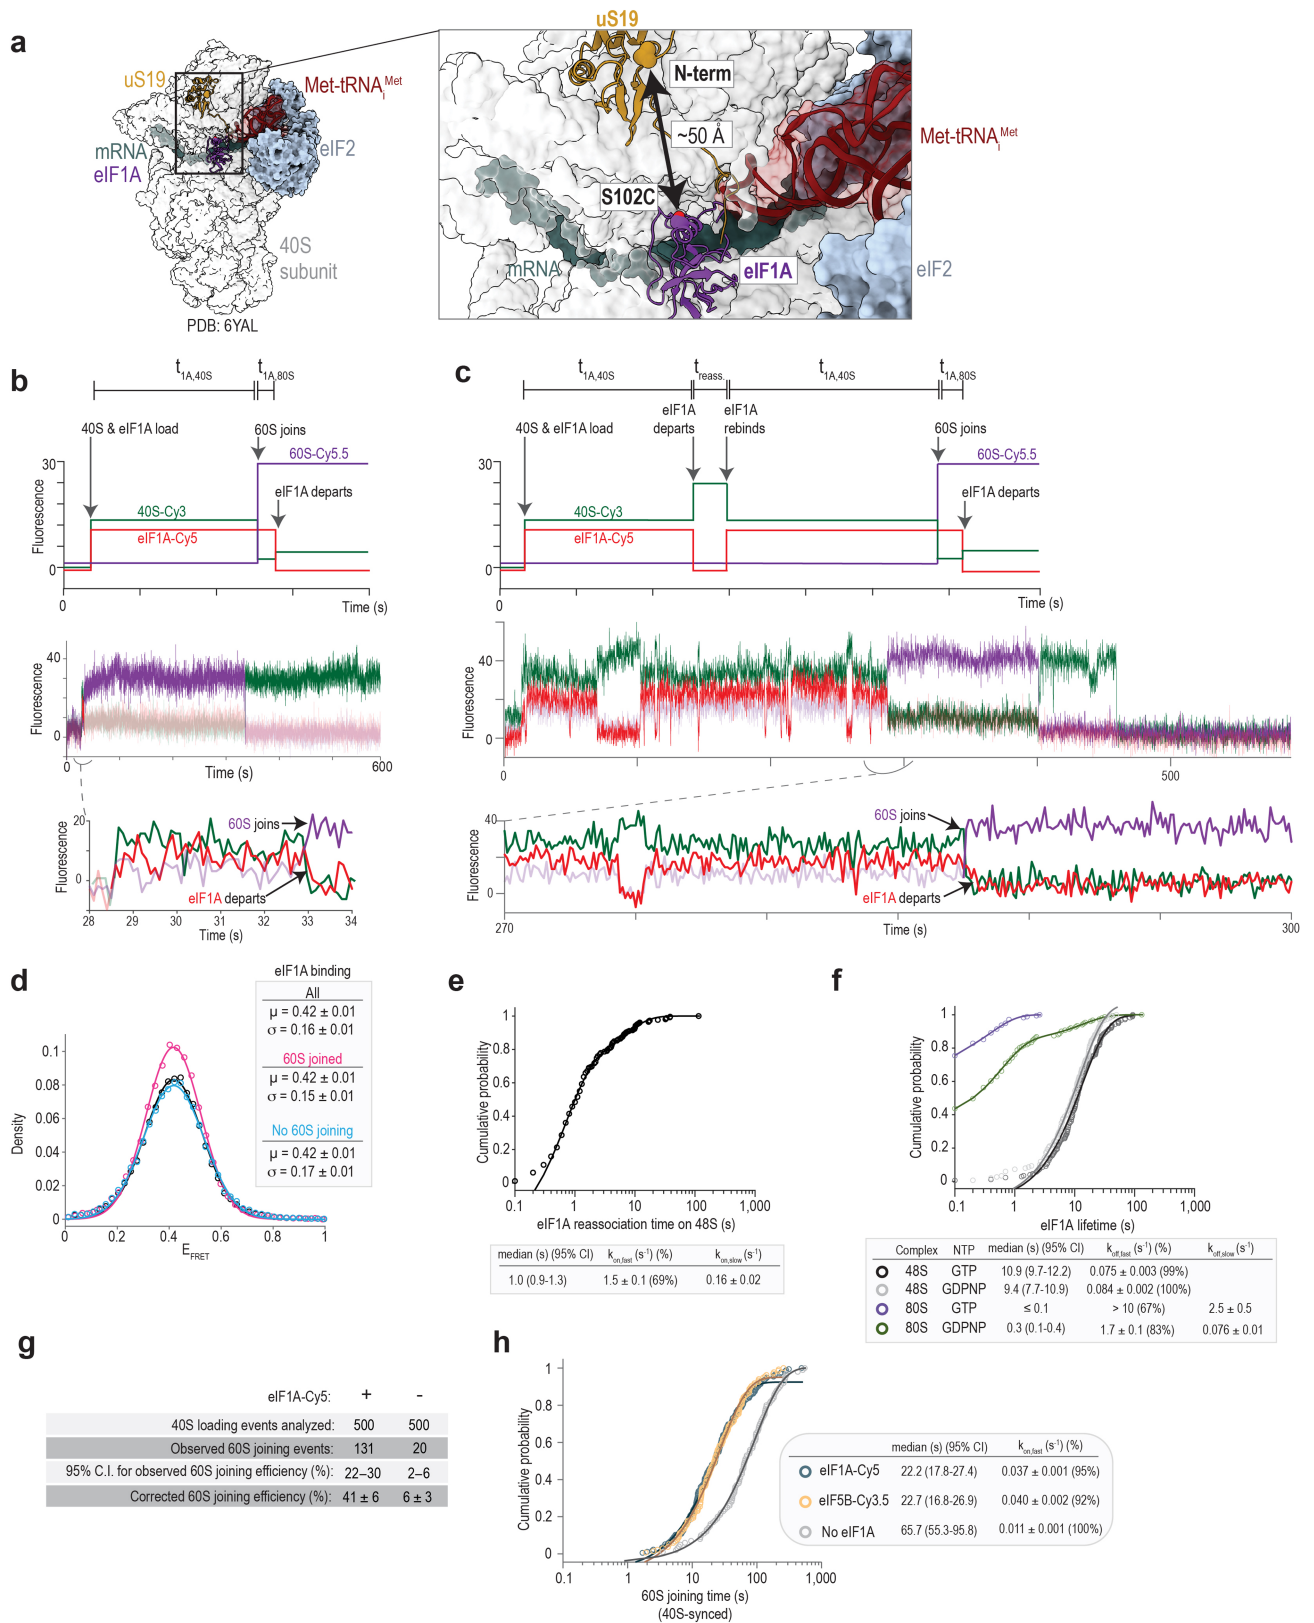 a
uS19
Met-tRNAiMet
mRNA
eIF1A
eIF2
40S
subunit
PDB: 6YAL
uS19
N-term
~50 Å
Met-tRNAiMet
S102C
mRNA
eIF1A
eIF2
b
t1A,40S
t1A,80S
40S & eIF1A load
60S joins
60S-Cy5.5
eIF1A departs
40S-Cy3
eIF1A-Cy5
Fluorescence
30
0
0
Time (s)
Fluorescence
40
0
0
Time (s)
600
Fluorescence
20
0
60S joins
eIF1A departs
28 29 30 31 32 33 34
Time (s)
c
t1A,40S
treass.
t1A,40S
t1A,80S
40S & eIF1A load
eIF1A
departs
eIF1A
rebinds
60S joins
60S-Cy5.5
eIF1A departs
40S-Cy3
eIF1A-Cy5
Fluorescence
30
0
0
Time (s)
Fluorescence
40
0
0
500
Fluorescence
40
20
0
60S joins
eIF1A departs
270
Time (s)
300
d
eIF1A binding
All
μ = 0.42 ± 0.01
σ = 0.16 ± 0.01
60S joined
μ = 0.42 ± 0.01
σ = 0.15 ± 0.01
No 60S joining
μ = 0.42 ± 0.01
σ = 0.17 ± 0.01
Density
0.1
0.08
0.06
0.04
0.02
0
0 0.2 0.4 0.6 0.8 1
EFRET
e
Cumulative probability
1
0.8
0.6
0.4
0.2
0
0.1 1 10 100 1,000
eIF1A reassociation time on 48S (s)
median (s) (95% CI) kon,fast (s-1) (%) kon,slow (s-1)
1.0 (0.9-1.3) 1.5 ± 0.1 (69%) 0.16 ± 0.02
f
Cumulative probability
1
0.8
0.6
0.4
0.2
0
0.1 1 10 100 1,000
eIF1A lifetime (s)
Complex NTP median (s) (95% CI) koff,fast (s-1) (%) koff,slow (s-1)
48S GTP 10.9 (9.7-12.2) 0.075 ± 0.003 (99%)
48S GDPNP 9.4 (7.7-10.9) 0.084 ± 0.002 (100%)
80S GTP ≤ 0.1 > 10 (67%) 2.5 ± 0.5
80S GDPNP 0.3 (0.1-0.4) 1.7 ± 0.1 (83%) 0.076 ± 0.01
g
eIF1A-Cy5: + -
40S loading events analyzed: 500 500
Observed 60S joining events: 131 20
95% C.I. for observed 60S joining efficiency (%): 22–30 2–6
Corrected 60S joining efficiency (%): 41 ± 6 6 ± 3
h
Cumulative probability
1
0.8
0.6
0.4
0.2
0
0.1 1 10 100 1,000
60S joining time (s)
(40S-synced)
median (s) (95% CI) kon,fast (s-1) (%)
eIF1A-Cy5 22.2 (17.8-27.4) 0.037 ± 0.001 (95%)
eIF5B-Cy3.5 22.7 (16.8-26.9) 0.040 ± 0.002 (92%)
No eIF1A 65.7 (55.3-95.8) 0.011 ± 0.001 (100%)